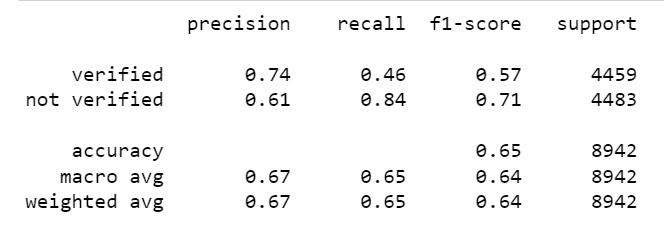 precision recall f1-score support
verified 0.74 0.46 0.57 4459
not verified 0.61 0.84 0.71 4483
accuracy 0.65 8942
macro avg 0.67 0.65 0.64 8942
weighted avg 0.67 0.65 0.64 8942